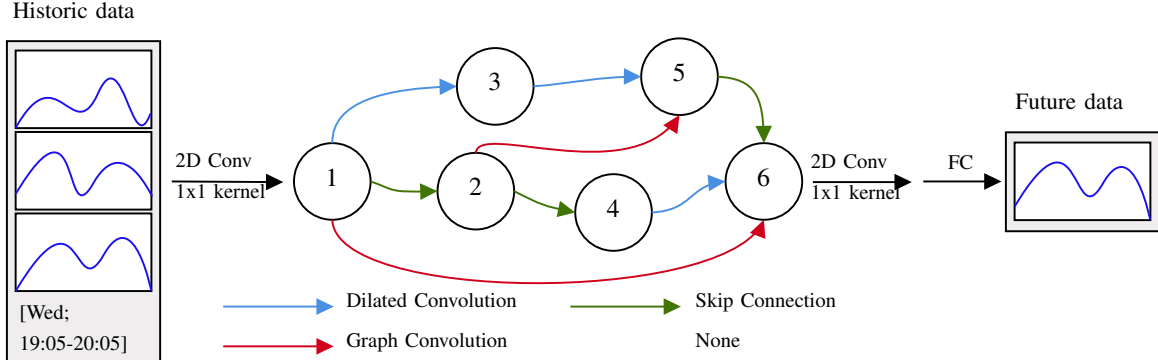 Historic data
[Wed;
19:05-20:05]
2D Conv
1x1 kernel
1
2
3
4
5
6
2D Conv
1x1 kernel
FC
Future data
Dilated Convolution
Skip Connection
Graph Convolution
None